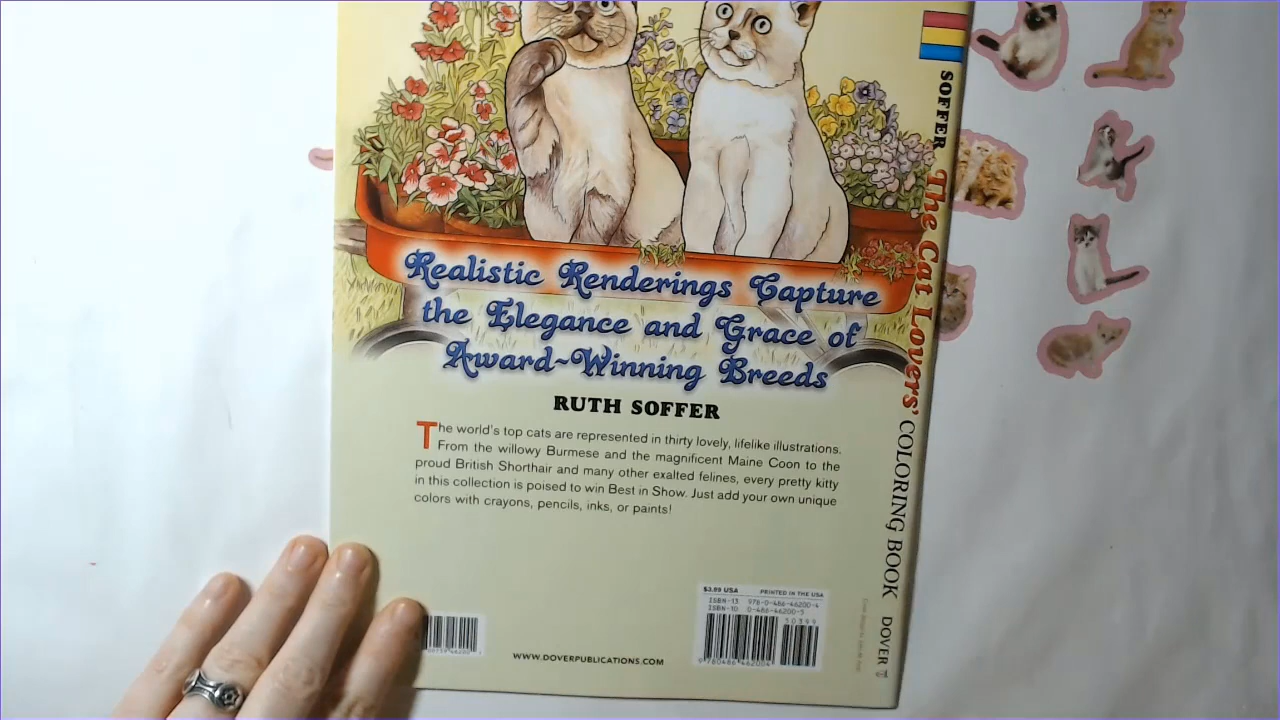 Realistic Renderings Capture
the Elegance and Grace of
Award-Winning Breeds
RUTH SOFFER
The world's top cats are represented in thirty lovely, lifelike illustrations.
From the willowy Burmese and the magnificent Maine Coon to the
proud British Shorthair and many other exalted felines, every pretty kitty
in this collection is poised to win Best in Show. Just add your own unique
colors with crayons, pencils, inks, or paints!
$3.99 USA PRINTED IN THE USA
ISBN-13 978-0-486-46200-4
ISBN-10 0-486-46200-5
50399
9 780486 462004
WWW.DOVERPUBLICATIONS.COM
SOFFER The Cat Lovers' COLORING BOOK DOVER